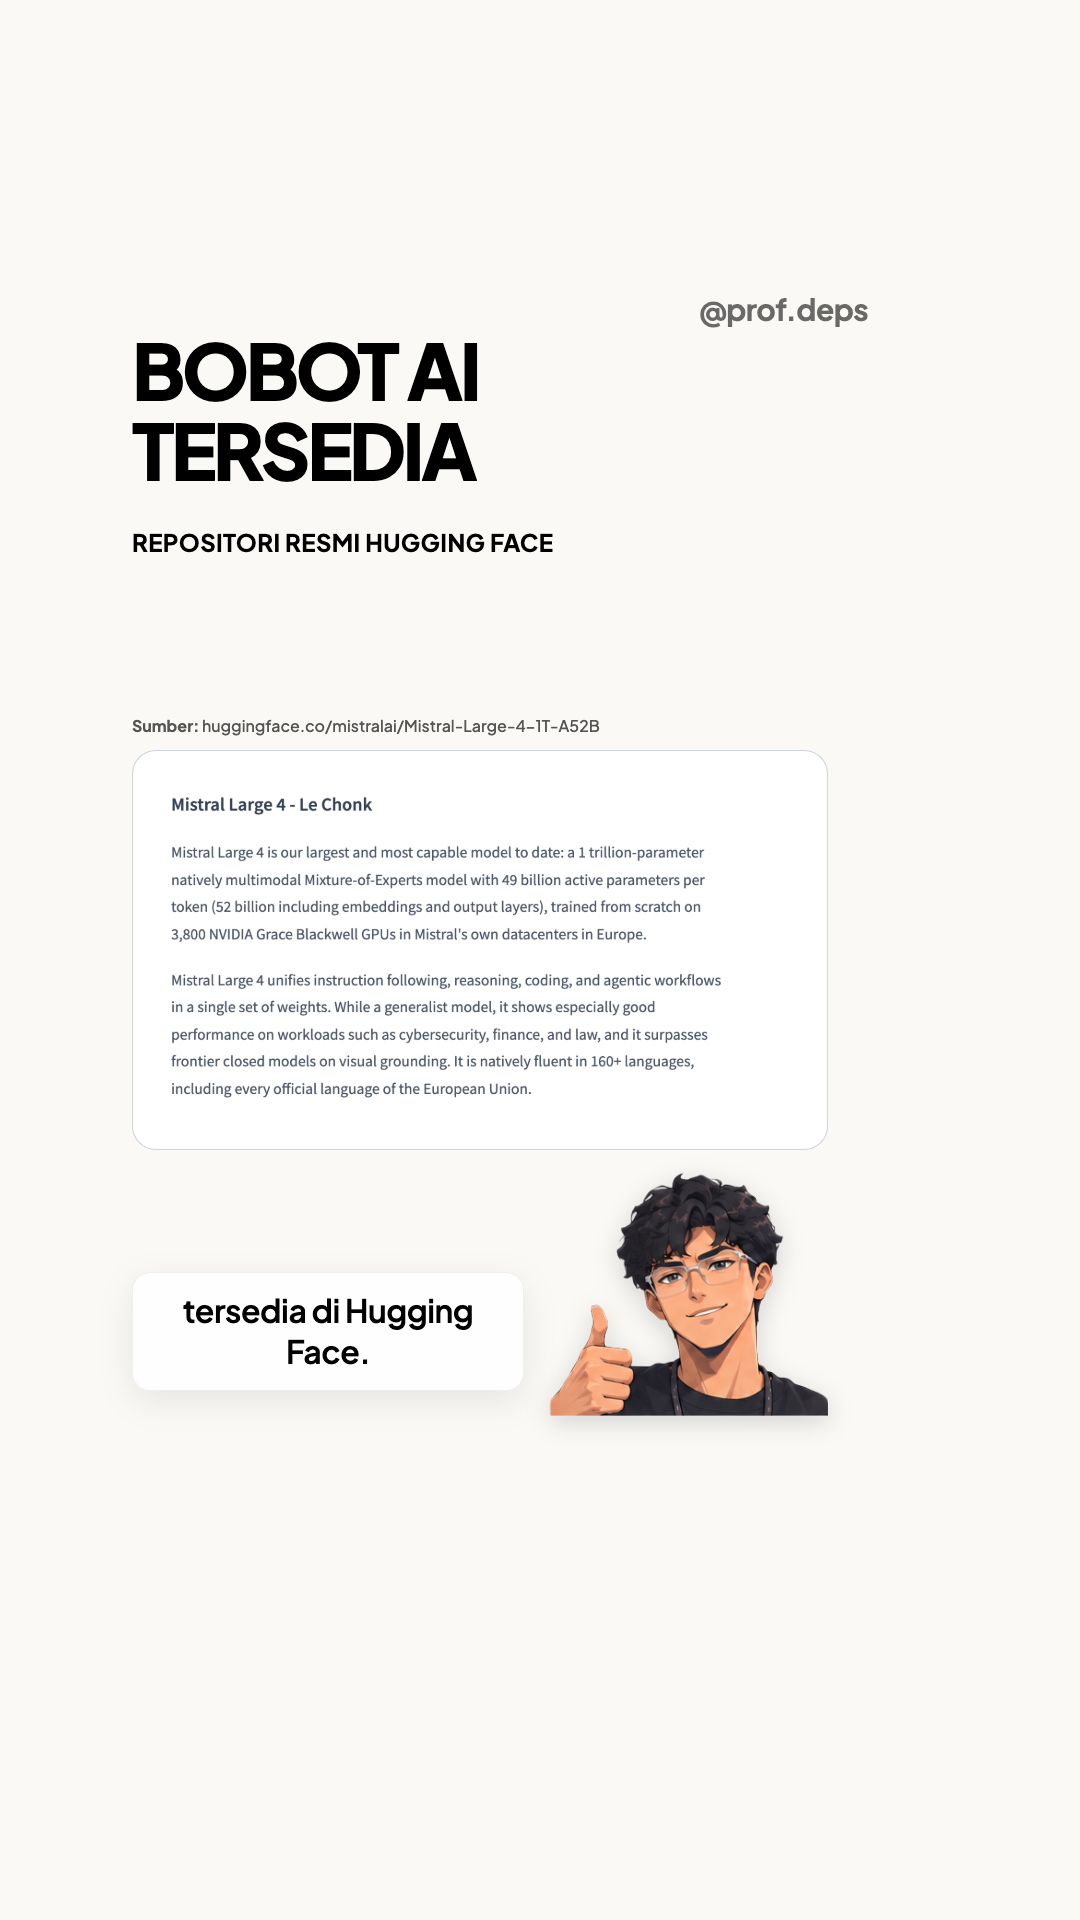 @prof.deps
BOBOT AI
TERSEDIA
REPOSITORI RESMI HUGGING FACE
Sumber: huggingface.co/mistralai/Mistral-Large-4-1T-A52B
Mistral Large 4 - Le Chonk
Mistral Large 4 is our largest and most capable model to date: a 1 trillion-parameter
natively multimodal Mixture-of-Experts model with 49 billion active parameters per
token (52 billion including embeddings and output layers), trained from scratch on
3,800 NVIDIA Grace Blackwell GPUs in Mistral's own datacenters in Europe.
Mistral Large 4 unifies instruction following, reasoning, coding, and agentic workflows
in a single set of weights. While a generalist model, it shows especially good
performance on workloads such as cybersecurity, finance, and law, and it surpasses
frontier closed models on visual grounding. It is natively fluent in 160+ languages,
including every official language of the European Union.
tersedia di Hugging
Face.